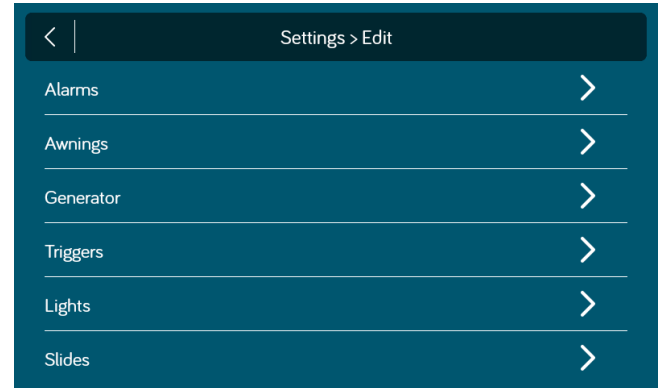 Settings > Edit
Alarms
Awnings
Generator
Triggers
Lights
Slides